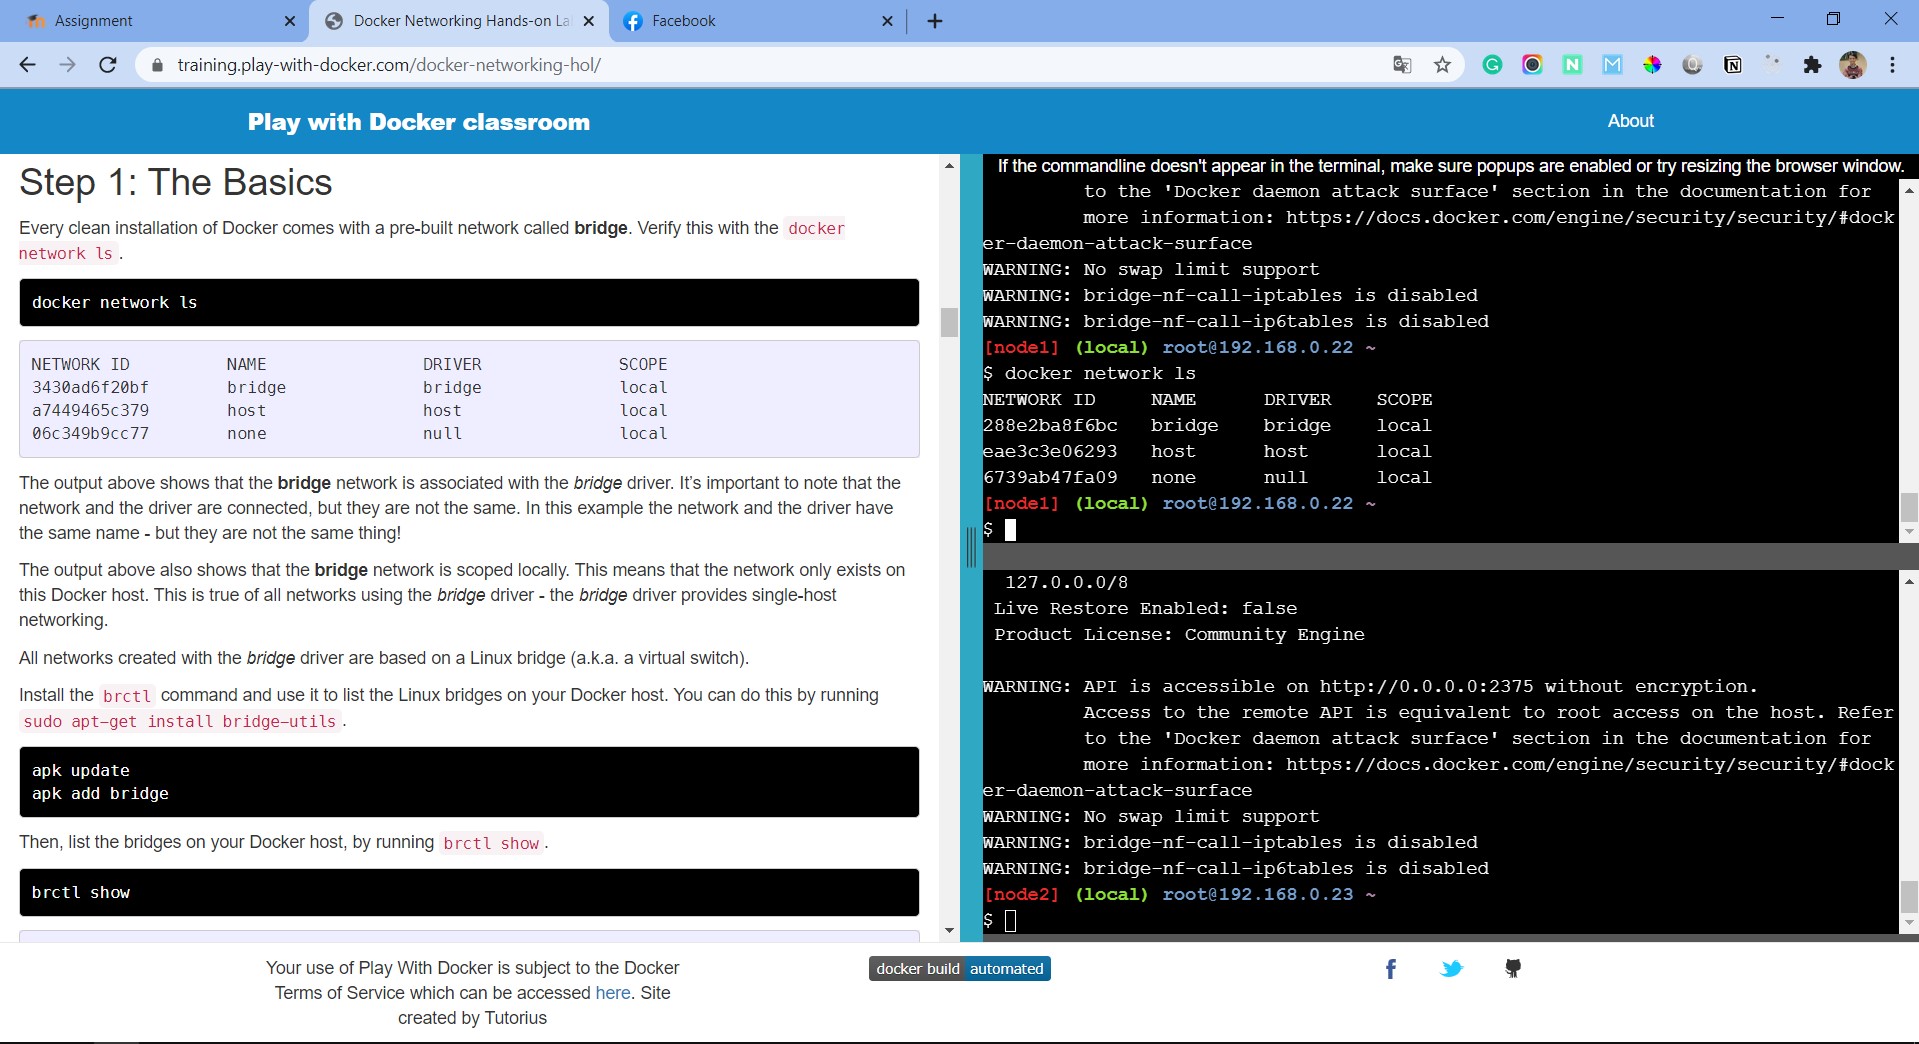 Assignment
Docker Networking Hands-on La
Facebook
training.play-with-docker.com/docker-networking-hol/
Play with Docker classroom
About
Step 1: The Basics
Every clean installation of Docker comes with a pre-built network called bridge. Verify this with the docker
network ls .
docker network ls
NETWORK ID NAME DRIVER SCOPE
3430ad6f20bf bridge bridge local
a7449465c379 host host local
06c349b9cc77 none null local
The output above shows that the bridge network is associated with the bridge driver. It's important to note that the
network and the driver are connected, but they are not the same. In this example the network and the driver have
the same name - but they are not the same thing!
The output above also shows that the bridge network is scoped locally. This means that the network only exists on
this Docker host. This is true of all networks using the bridge driver - the bridge driver provides single-host
networking.
All networks created with the bridge driver are based on a Linux bridge (a.k.a. a virtual switch).
Install the brctl command and use it to list the Linux bridges on your Docker host. You can do this by running
sudo apt-get install bridge-utils .
apk update
apk add bridge
Then, list the bridges on your Docker host, by running brctl show .
brctl show
If the commandline doesn't appear in the terminal, make sure popups are enabled or try resizing the browser window.
to the 'Docker daemon attack surface' section in the documentation for
more information: https://docs.docker.com/engine/security/security/#dock
er-daemon-attack-surface
WARNING: No swap limit support
WARNING: bridge-nf-call-iptables is disabled
WARNING: bridge-nf-call-ip6tables is disabled
[node1] (local) root@192.168.0.22 ~
$ docker network ls
NETWORK ID NAME DRIVER SCOPE
288e2ba8f6bc bridge bridge local
eae3c3e06293 host host local
6739ab47fa09 none null local
[node1] (local) root@192.168.0.22 ~
$
127.0.0.0/8
Live Restore Enabled: false
Product License: Community Engine
WARNING: API is accessible on http://0.0.0.0:2375 without encryption.
Access to the remote API is equivalent to root access on the host. Refer
to the 'Docker daemon attack surface' section in the documentation for
more information: https://docs.docker.com/engine/security/security/#dock
er-daemon-attack-surface
WARNING: No swap limit support
WARNING: bridge-nf-call-iptables is disabled
WARNING: bridge-nf-call-ip6tables is disabled
[node2] (local) root@192.168.0.23 ~
$
Your use of Play With Docker is subject to the Docker
Terms of Service which can be accessed here. Site
created by Tutorius
docker build automated